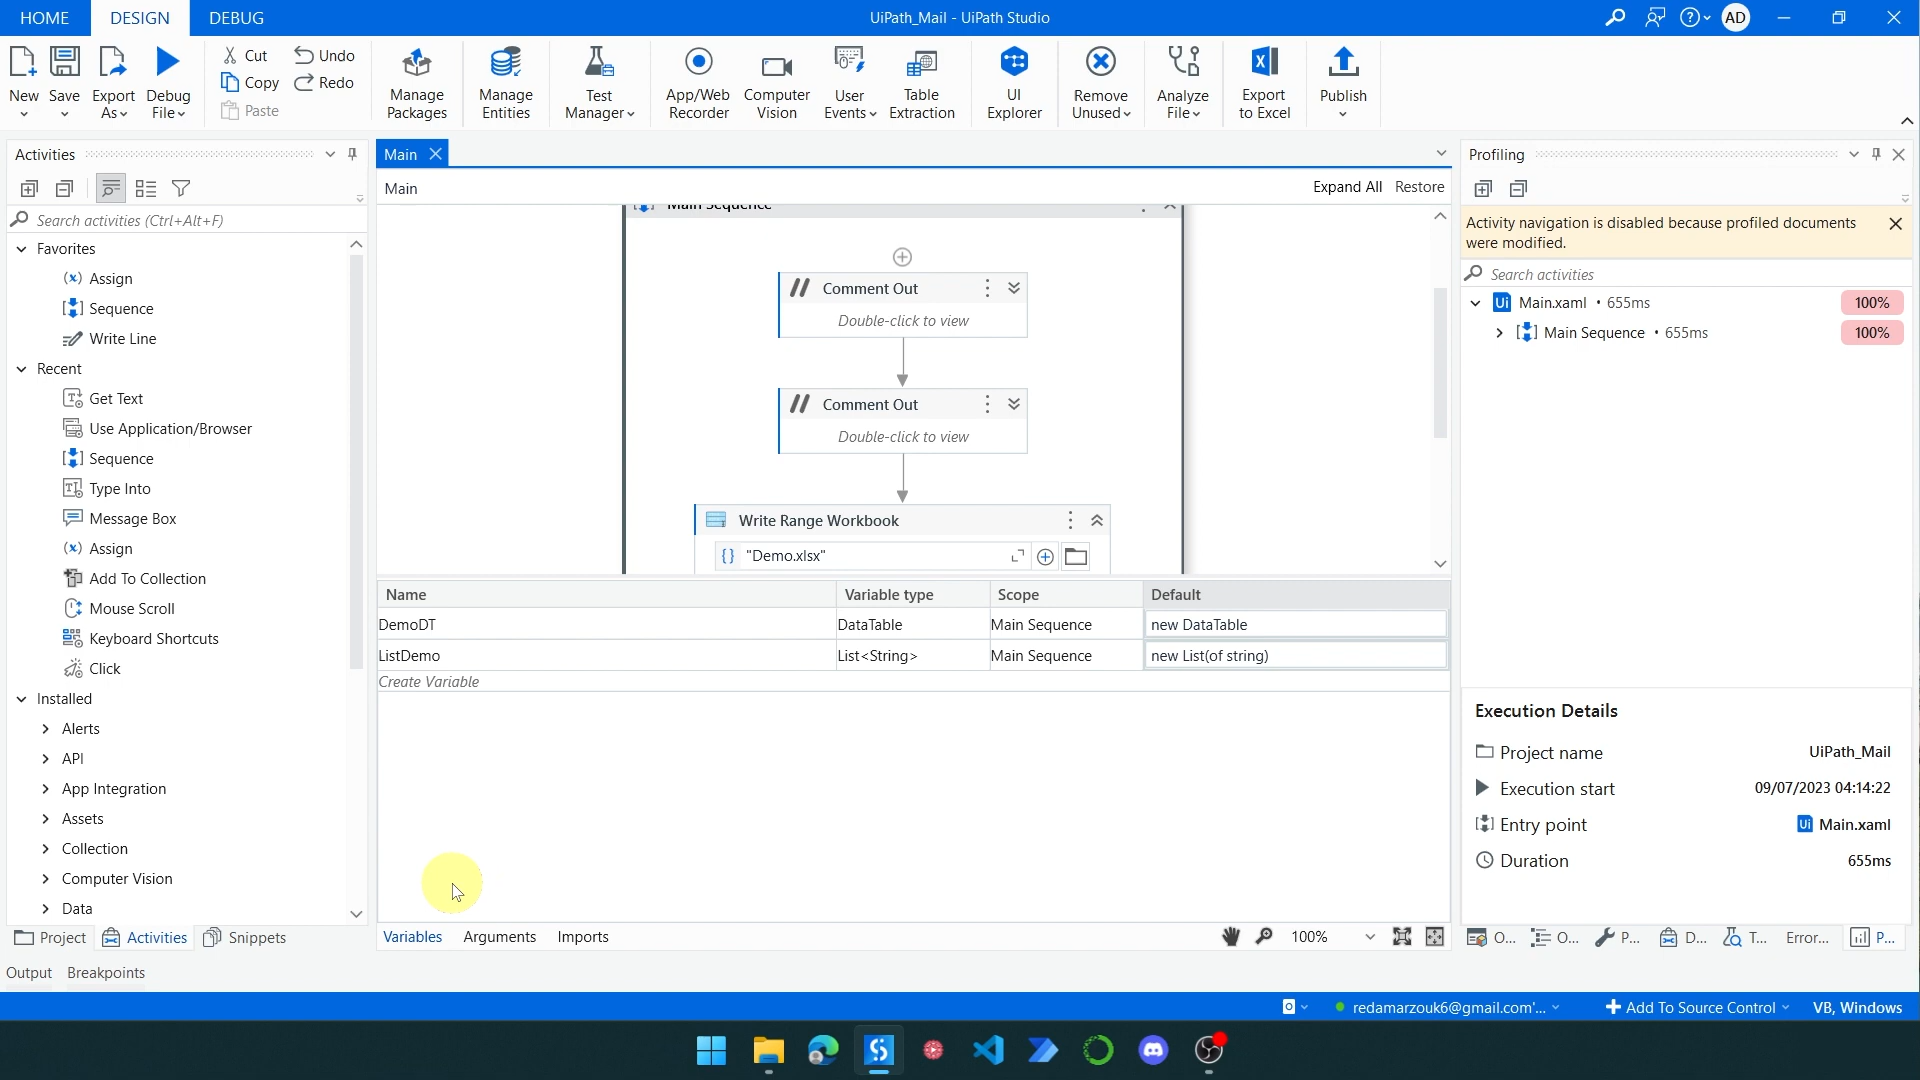 HOME DESIGN DEBUG
UiPath_Mail - UiPath Studio
AD
New
Save
Export As
Debug File
Cut
Copy
Paste
Undo
Redo
Manage Packages
Manage Entities
Test Manager
App/Web Recorder
Computer Vision
User Events
Table Extraction
UI Explorer
Remove Unused
Analyze File
Export to Excel
Publish
Activities
Search activities (Ctrl+Alt+F)
Favorites
Assign
Sequence
Write Line
Recent
Get Text
Use Application/Browser
Sequence
Type Into
Message Box
Assign
Add To Collection
Mouse Scroll
Keyboard Shortcuts
Click
Installed
Alerts
API
App Integration
Assets
Collection
Computer Vision
Data
Project Activities Snippets
Output Breakpoints
Main
Main
Expand All Restore
Main Sequence
Comment Out
Double-click to view
Comment Out
Double-click to view
Write Range Workbook
"Demo.xlsx"
Name Variable type Scope Default
DemoDT DataTable Main Sequence new DataTable
ListDemo List<String> Main Sequence new List(of string)
Create Variable
Variables Arguments Imports
100%
Profiling
Activity navigation is disabled because profiled documents
were modified.
Search activities
Main.xaml • 655ms 100%
Main Sequence • 655ms 100%
Execution Details
Project name UiPath_Mail
Execution start 09/07/2023 04:14:22
Entry point Main.xaml
Duration 655ms
O... O... P... D... T... Error... P...
redamarzouk6@gmail.com'...
Add To Source Control
VB, Windows